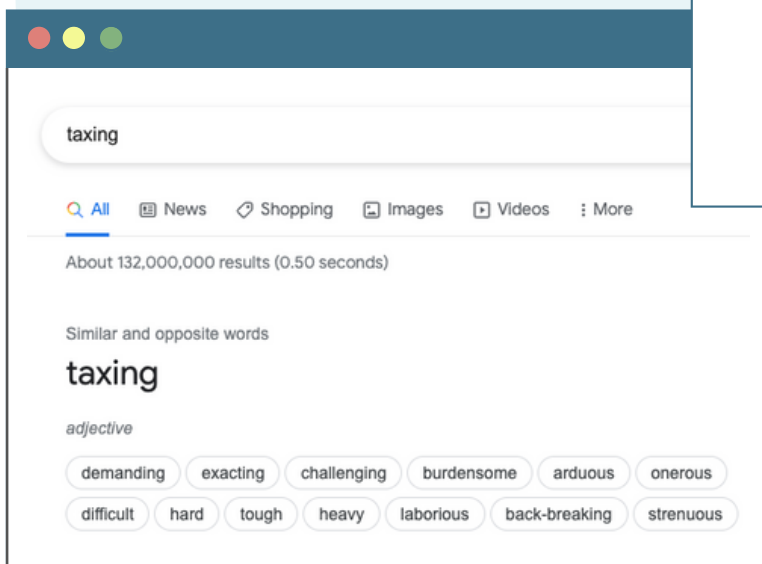 taxing
All News Shopping Images Videos More
About 132,000,000 results (0.50 seconds)
Similar and opposite words
taxing
adjective
demanding exacting challenging burdensome arduous onerous
difficult hard tough heavy laborious back-breaking strenuous